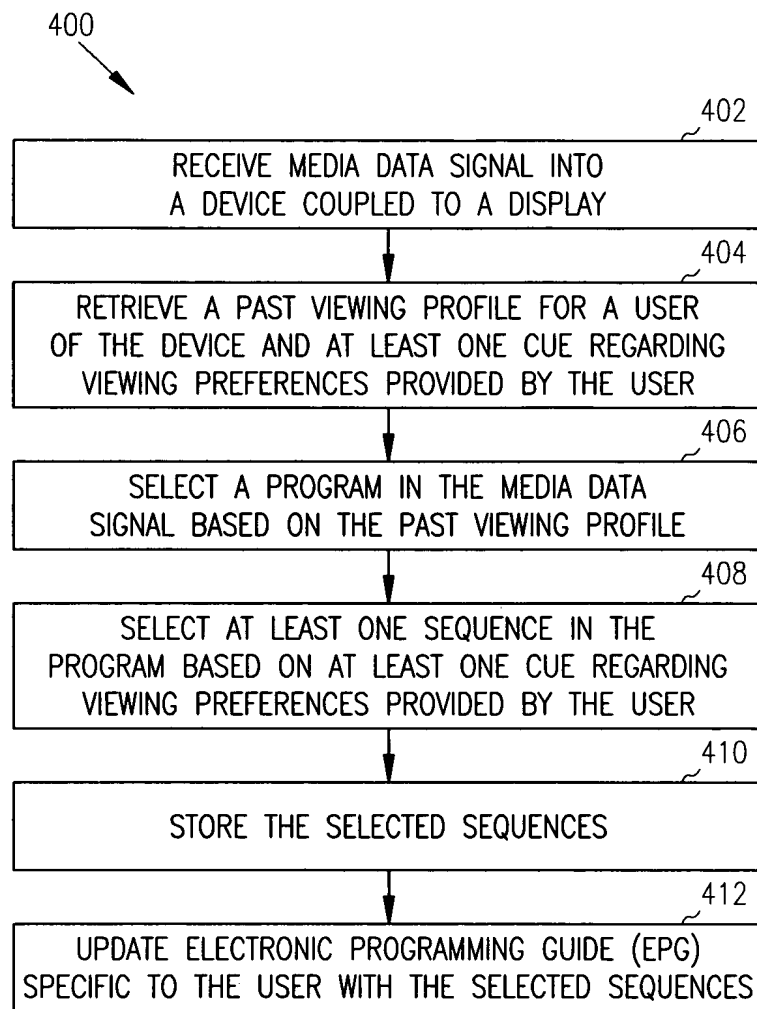 400
402
RECEIVE MEDIA DATA SIGNAL INTO
A DEVICE COUPLED TO A DISPLAY
404
RETRIEVE A PAST VIEWING PROFILE FOR A USER
OF THE DEVICE AND AT LEAST ONE CUE REGARDING
VIEWING PREFERENCES PROVIDED BY THE USER
406
SELECT A PROGRAM IN THE MEDIA DATA
SIGNAL BASED ON THE PAST VIEWING PROFILE
408
SELECT AT LEAST ONE SEQUENCE IN THE
PROGRAM BASED ON AT LEAST ONE CUE REGARDING
VIEWING PREFERENCES PROVIDED BY THE USER
410
STORE THE SELECTED SEQUENCES
412
UPDATE ELECTRONIC PROGRAMMING GUIDE (EPG)
SPECIFIC TO THE USER WITH THE SELECTED SEQUENCES